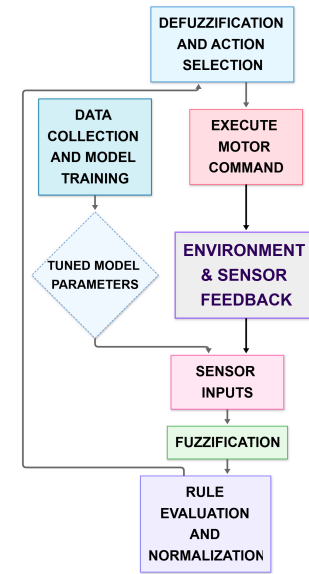 DEFUZZIFICATION
AND ACTION
SELECTION
DATA
COLLECTION
AND MODEL
TRAINING
EXECUTE
MOTOR
COMMAND
TUNED MODEL
PARAMETERS
ENVIRONMENT
& SENSOR
FEEDBACK
SENSOR
INPUTS
FUZZIFICATION
RULE
EVALUATION
AND
NORMALIZATION